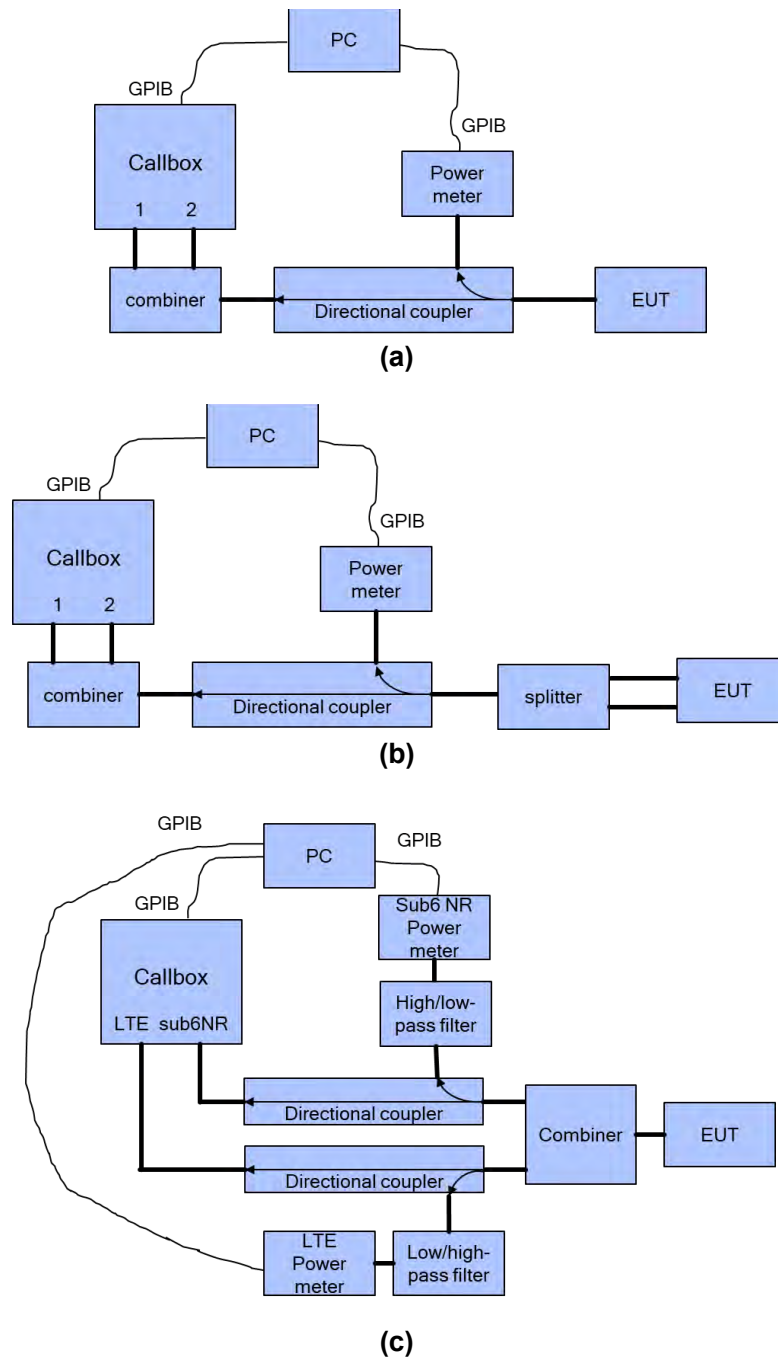 PC
GPIB
GPIB
Callbox
1 2
Power
meter
combiner
Directional coupler
EUT
(a)
PC
GPIB
GPIB
Callbox
1 2
Power
meter
combiner
Directional coupler
splitter
EUT
(b)
GPIB
PC
GPIB
GPIB
Sub6 NR
Power
meter
Callbox
LTE sub6NR
High/low-
pass filter
Directional coupler
Combiner
EUT
Directional coupler
LTE
Power
meter
Low/high-
pass filter
(c)